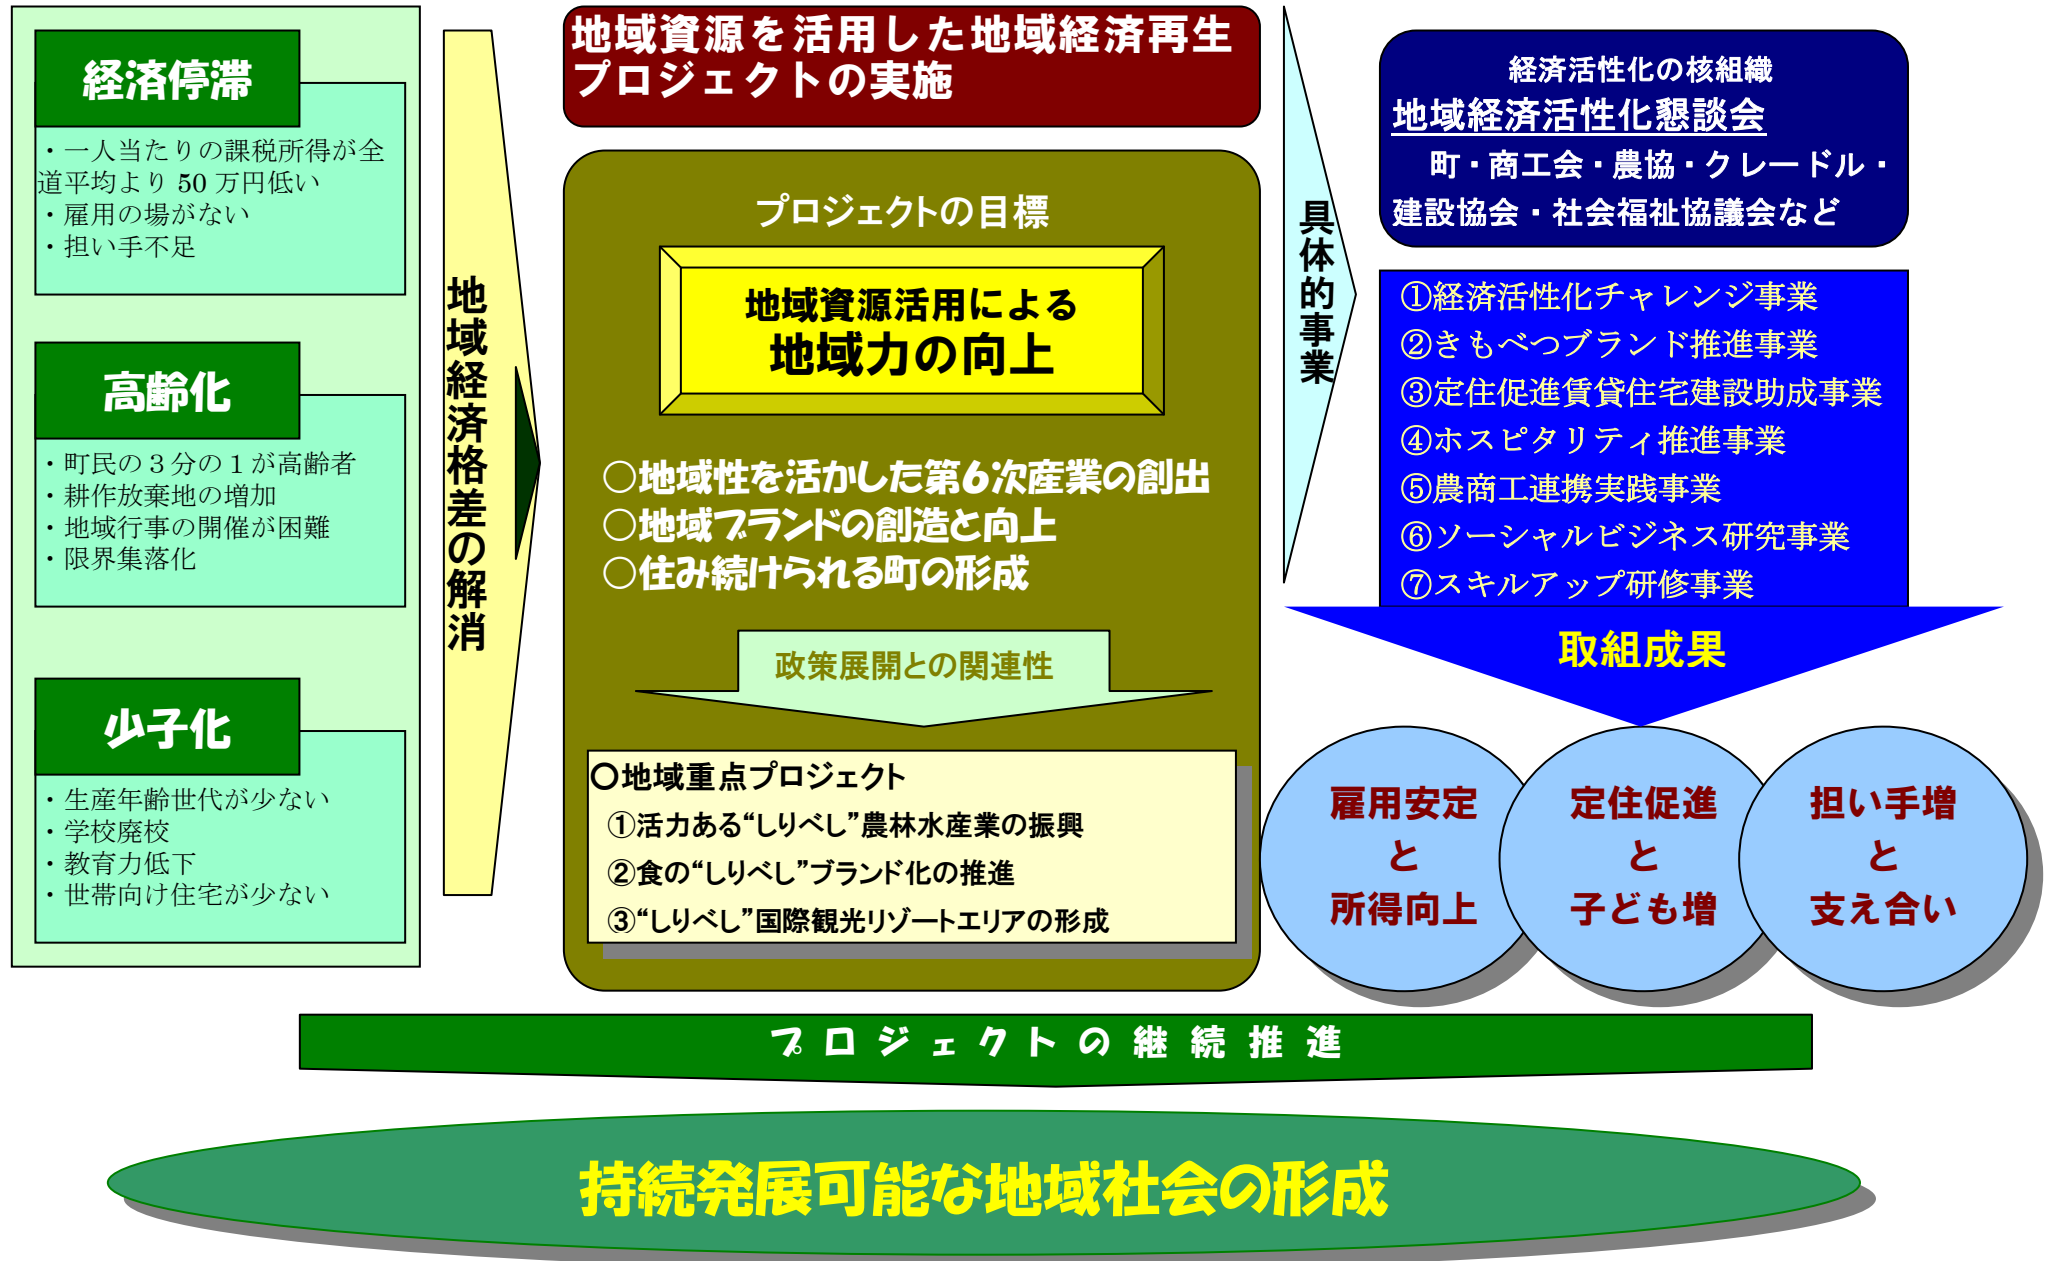 経済停滞
・一人当たりの課税所得が全
道平均より 50 万円低い
・雇用の場がない
・担い手不足
高齢化
・町民の３分の１が高齢者
・耕作放棄地の増加
・地域行事の開催が困難
・限界集落化
少子化
・生産年齢世代が少ない
・学校廃校
・教育力低下
・世帯向け住宅が少ない
地域経済格差の解消
地域資源を活用した地域経済再生
プロジェクトの実施
プロジェクトの目標
地域資源活用による
地域力の向上
○地域性を活かした第６次産業の創出
○地域ブランドの創造と向上
○住み続けられる町の形成
政策展開との関連性
○地域重点プロジェクト
①活力ある“しりべし”農林水産業の振興
②食の“しりべし”ブランド化の推進
③“しりべし”国際観光リゾートエリアの形成
具体的事業
経済活性化の核組織
地域経済活性化懇談会
町・商工会・農協・クレードル・
建設協会・社会福祉協議会など
①経済活性化チャレンジ事業
②きもべつブランド推進事業
③定住促進賃貸住宅建設助成事業
④ホスピタリティ推進事業
⑤農商工連携実践事業
⑥ソーシャルビジネス研究事業
⑦スキルアップ研修事業
取組成果
雇用安定
と
所得向上
定住促進
と
子ども増
担い手増
と
支え合い
プロジェクトの継続推進
持続発展可能な地域社会の形成